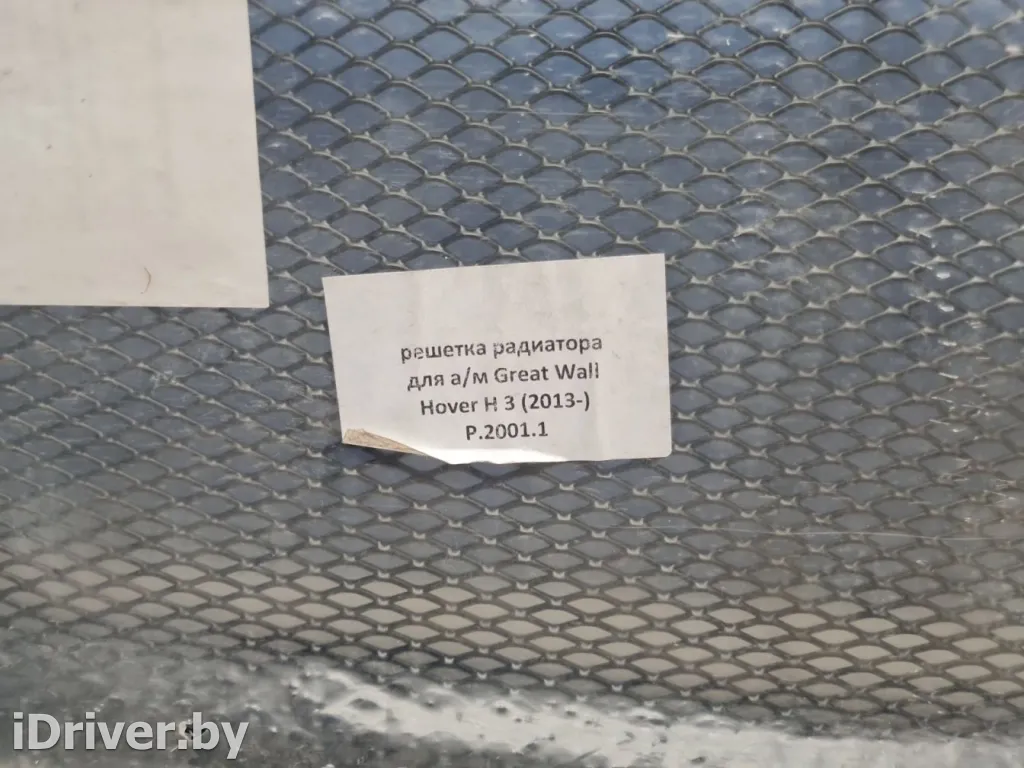 решетка радиатора
для а/м Great Wall
Hover H 3 (2013-)
Р.2001.1
iDriver.by